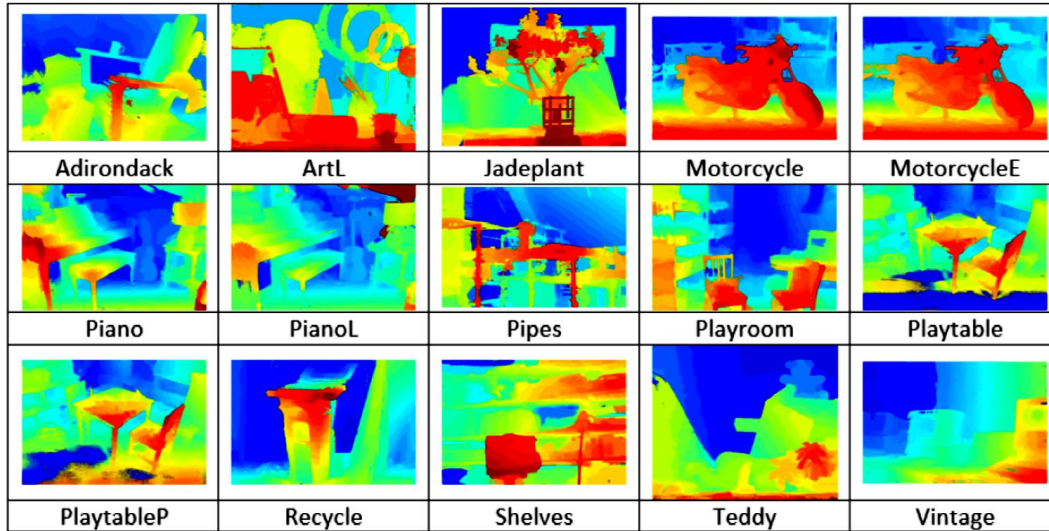 Adirondack ArtL Jadeplant Motorcycle MotorcycleE
Piano PianoL Pipes Playroom Playtable
PlaytableP Recycle Shelves Teddy Vintage